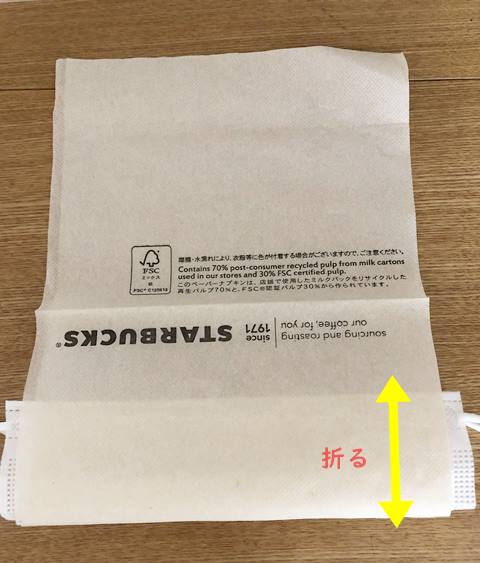 摩擦・水濡れにより、衣服等に色が付着する場合がございますので、ご注意ください。
Contains 70% post-consumer recycled pulp from milk cartons
used in our stores and 30% FSC certified pulp.
このペーパーナプキンは、店舗で使用したミルクパックをリサイクルした
再生パルプ70%と、FSC®認証パルプ30%から作られています。
FSC
ミックス
紙
FSC® C125610
STARBUCKS®
since
1971
sourcing and roasting
our coffee, for you
折る